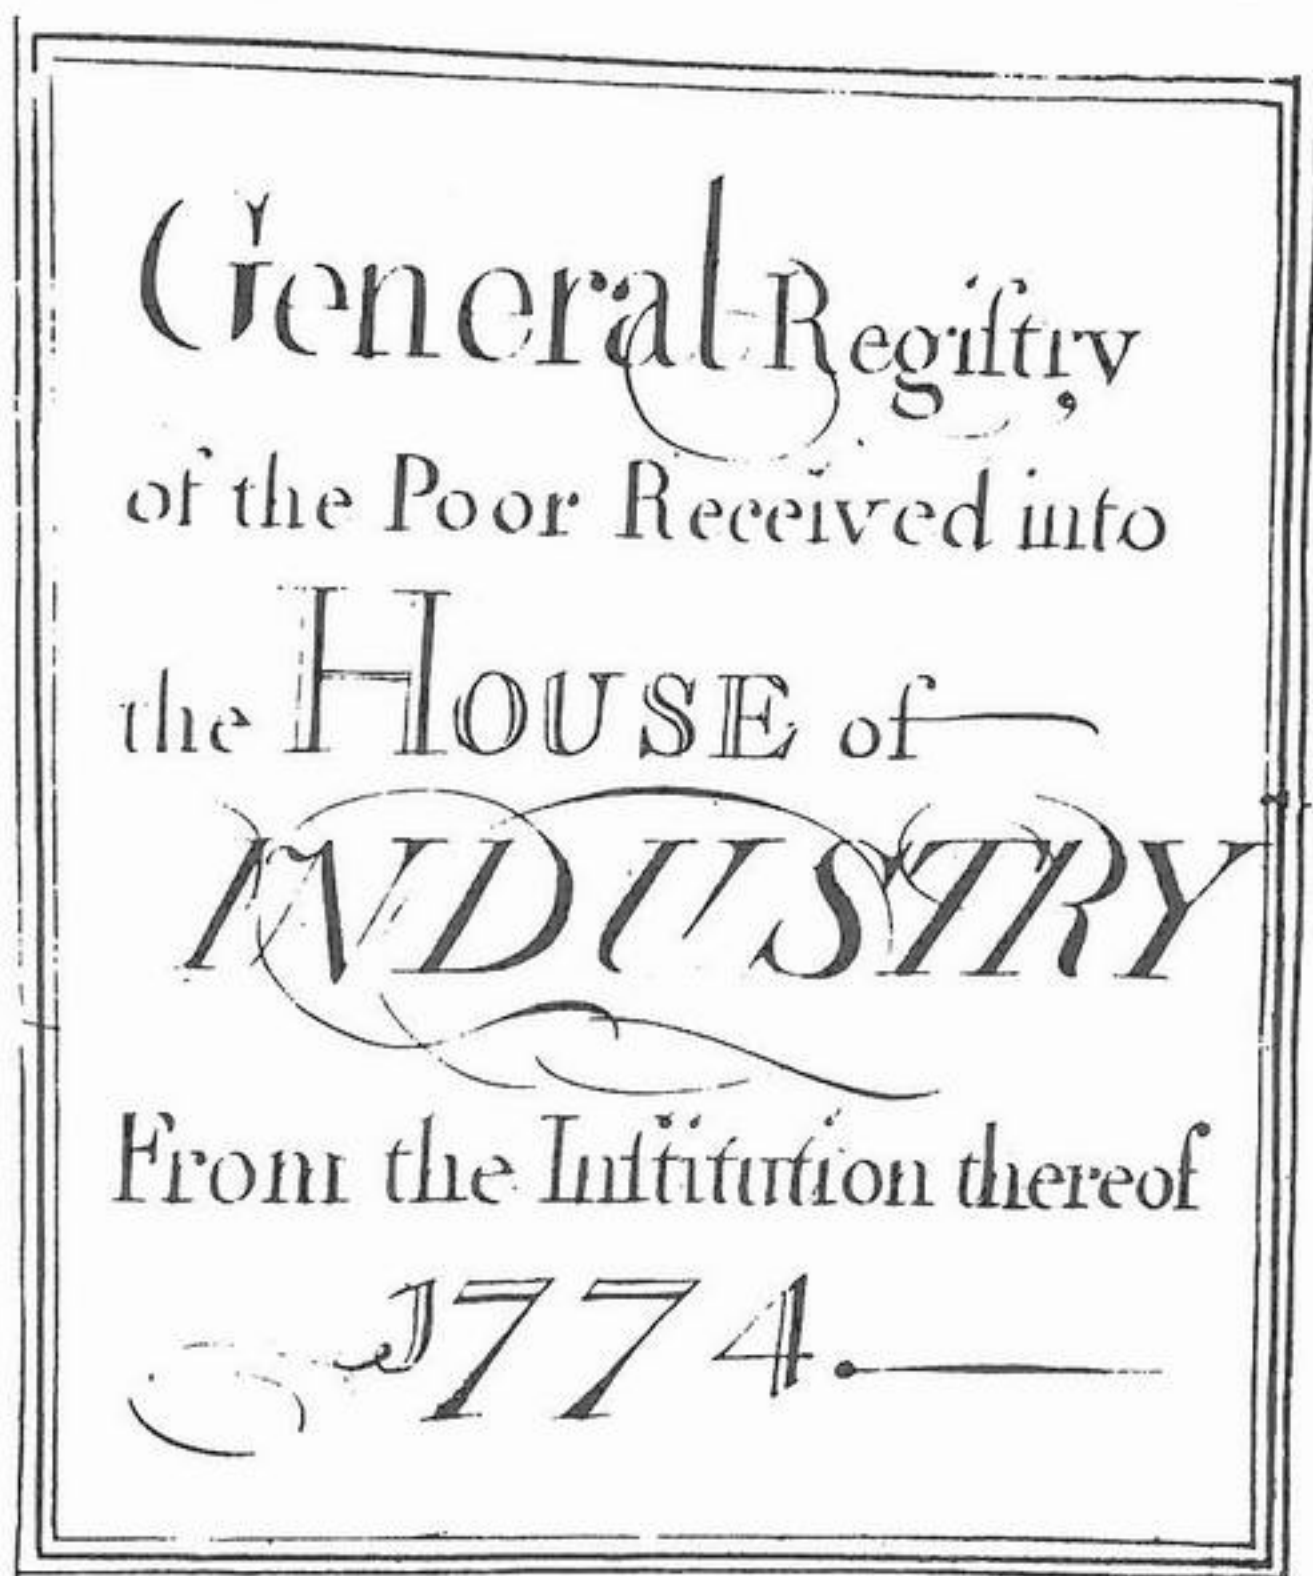 General Regiſtry
of the Poor Received into
the HOUSE of
INDUSTRY
From the Inſtitution thereof
1774.